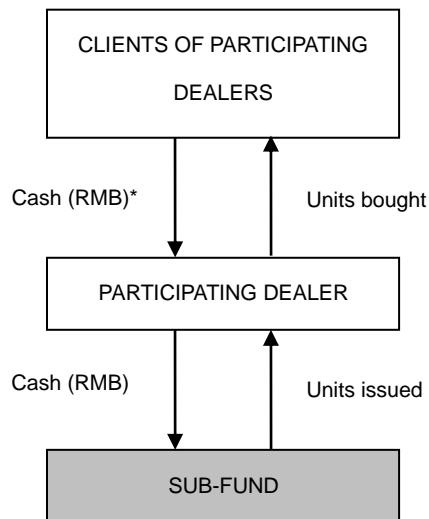 CLIENTS OF PARTICIPATING
DEALERS
Cash (RMB)*
Units bought
PARTICIPATING DEALER
Cash (RMB)
Units issued
SUB-FUND